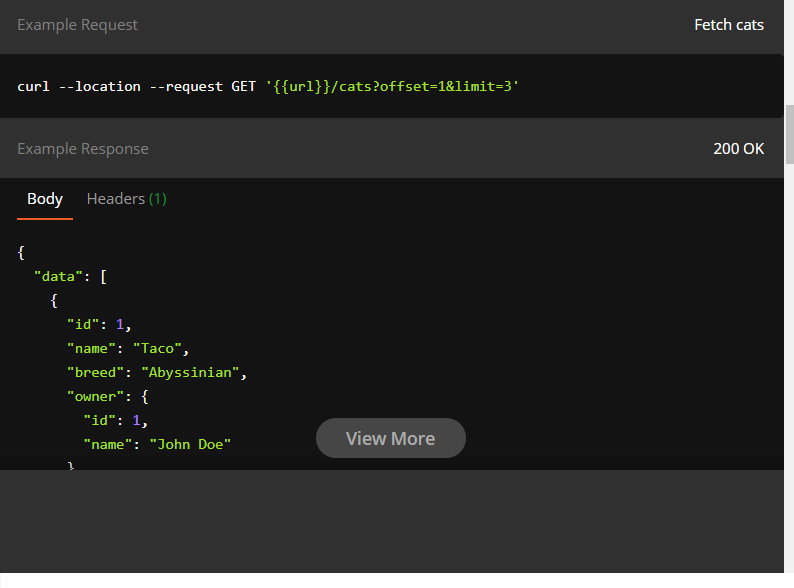 Example Request
Fetch cats
curl --location --request GET '{{url}}/cats?offset=1&limit=3'
Example Response
200 OK
Body
Headers (1)
{
  "data": [
    {
      "id": 1,
      "name": "Taco",
      "breed": "Abyssinian",
      "owner": {
        "id": 1,
        "name": "John Doe"
View More
      }